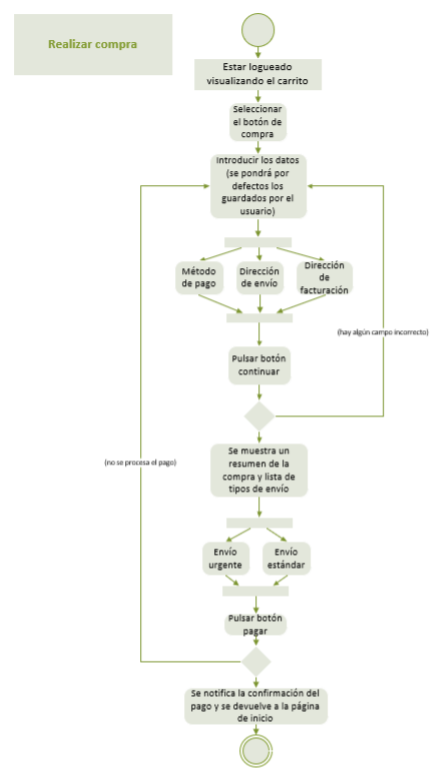 Realizar compra
Estar logueado
visualizando el carrito
Seleccionar
el botón de
compra
Introducir los datos
(se pondrá por
defectos los
guardados por el
usuario)
Método
de pago
Dirección
de envío
Dirección
de
facturación
(hay algún campo incorrecto)
Pulsar botón
continuar
Se muestra un
resumen de la
compra y lista de
tipos de envío
(no se procesa el pago)
Envío
urgente
Envío
estándar
Pulsar botón
pagar
Se notifica la confirmación del
pago y se devuelve a la página
de inicio